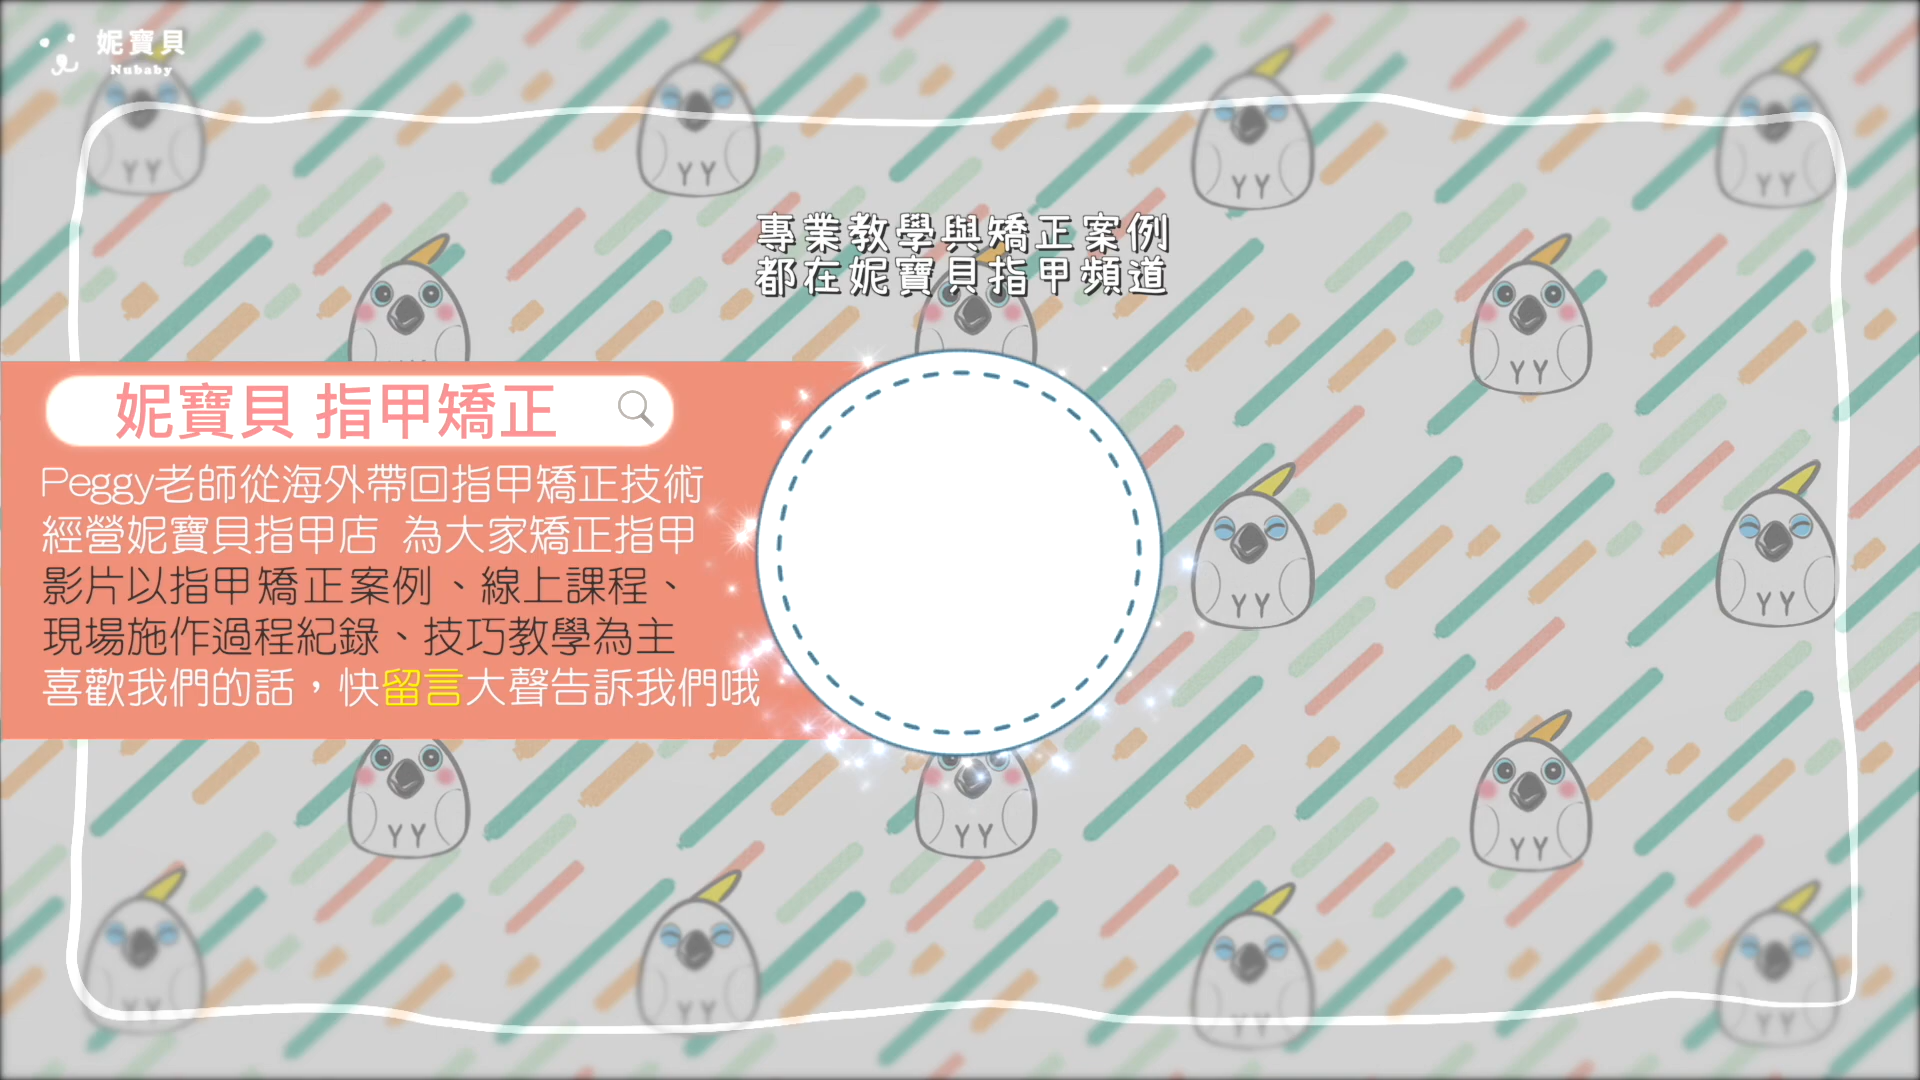 妮寶貝
Nubaby
專業教學與矯正案例
都在妮寶貝指甲頻道
妮寶貝 指甲矯正
Peggy老師從海外帶回指甲矯正技術
經營妮寶貝指甲店 為大家矯正指甲
影片以指甲矯正案例、線上課程、
現場施作過程紀錄、技巧教學為主
喜歡我們的話，快留言大聲告訴我們哦